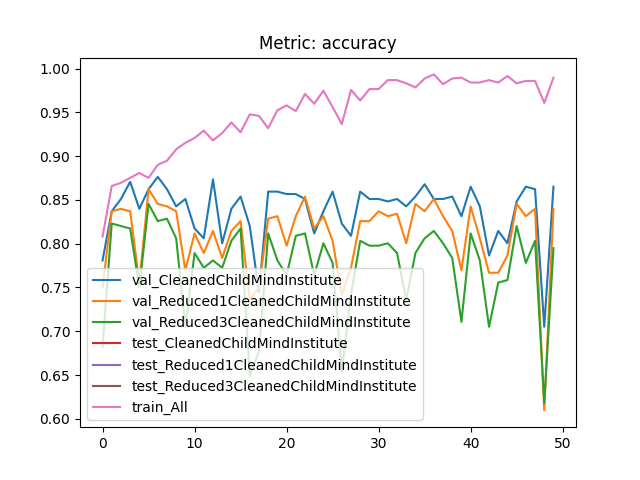 Metric: accuracy
1.00
0.95
0.90
0.85
0.80
0.75
0.70
0.65
0.60
val_CleanedChildMindInstitute
val_Reduced1CleanedChildMindInstitute
val_Reduced3CleanedChildMindInstitute
test_CleanedChildMindInstitute
test_Reduced1CleanedChildMindInstitute
test_Reduced3CleanedChildMindInstitute
train_All
0 10 20 30 40 50